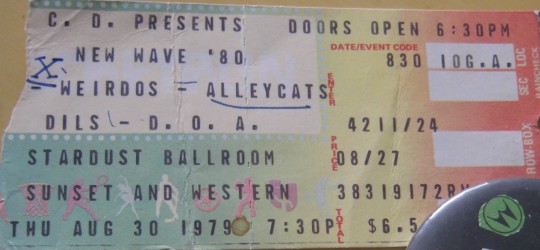 C. D. PRESENTS DOORS OPEN 6:30PM
DATE/EVENT CODE
NEW WAVE '80 830 10G.A.
X
WEIRDOS - ALLEYCATS
ENTER
SEC LOC
RAINCHECK
DILS - D. O. A. 4211/24
PRICE
ROW-BOX
STARDUST BALLROOM 08/27
SUNSET AND WESTERN 38319172RV
THU AUG 30 1979 7:30P $6.5
TOTAL